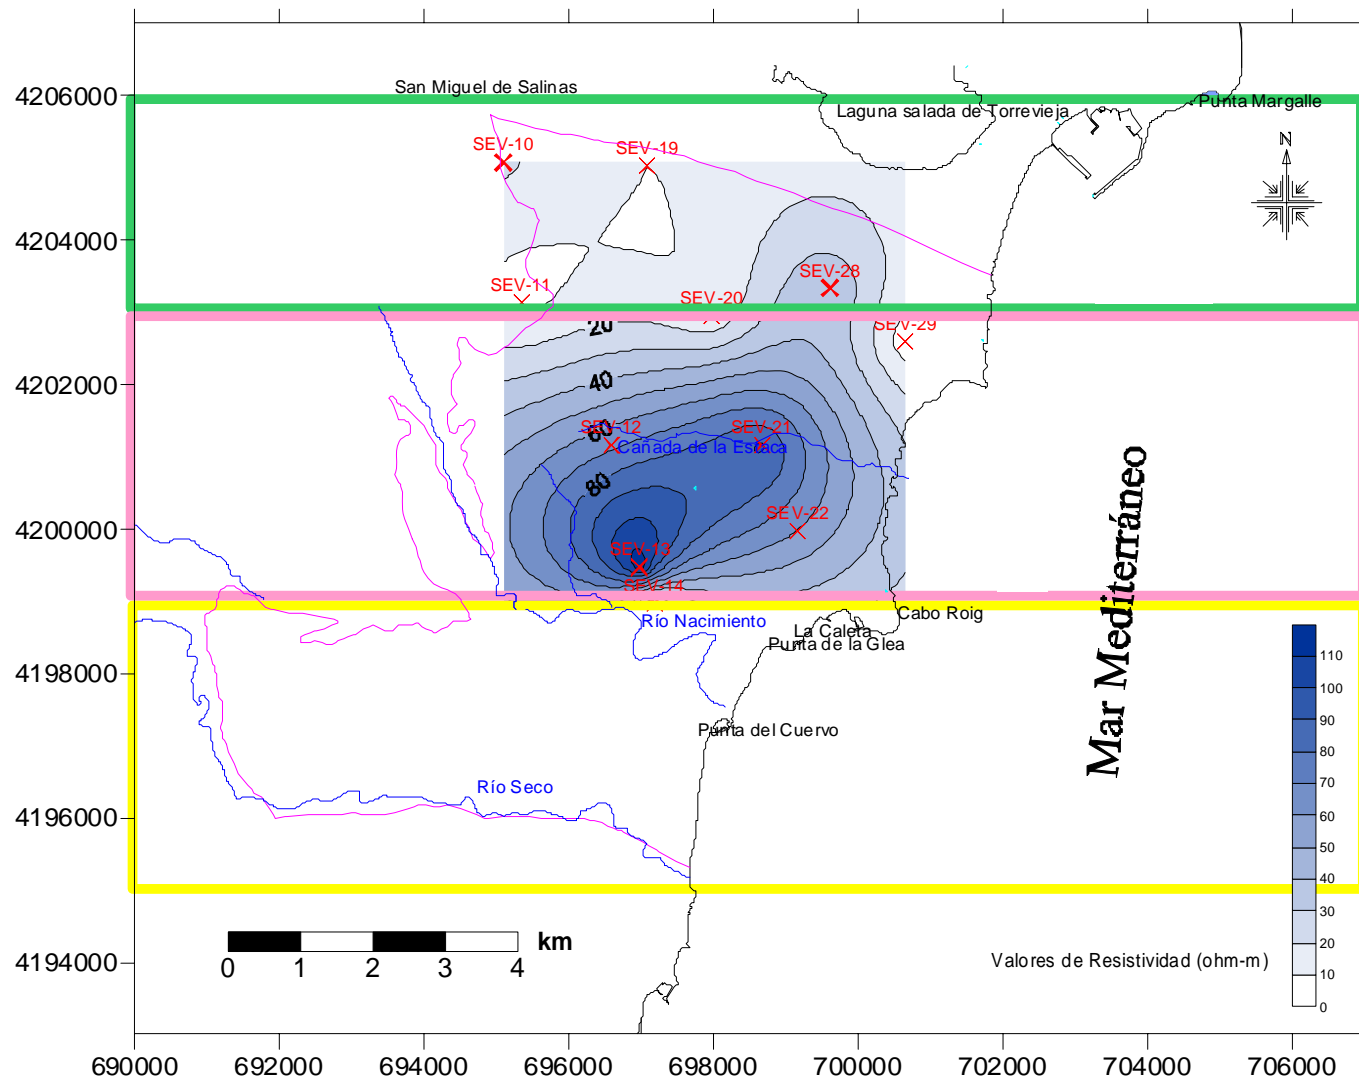 4206000
San Miguel de Salinas
Punta Margalle
Laguna salada de Torrevieja
N
SEV-10
SEV-19
4204000
SEV-28
SEV-11
SEV-20
SEV-29
20
4202000
40
SEV-12
SEV-21
60
Cañada de la Estaca
80
Mar Mediterráneo
SEV-22
4200000
SEV-13
SEV-14
Cabo Roig
Río Nacimiento
La Caleta
Punta de la Glea
4198000
Punta del Cuervo
Río Seco
4196000
110
100
90
80
70
60
50
40
30
20
10
0
km
0 1 2 3 4
Valores de Resistividad (ohm-m)
4194000
690000 692000 694000 696000 698000 700000 702000 704000 706000